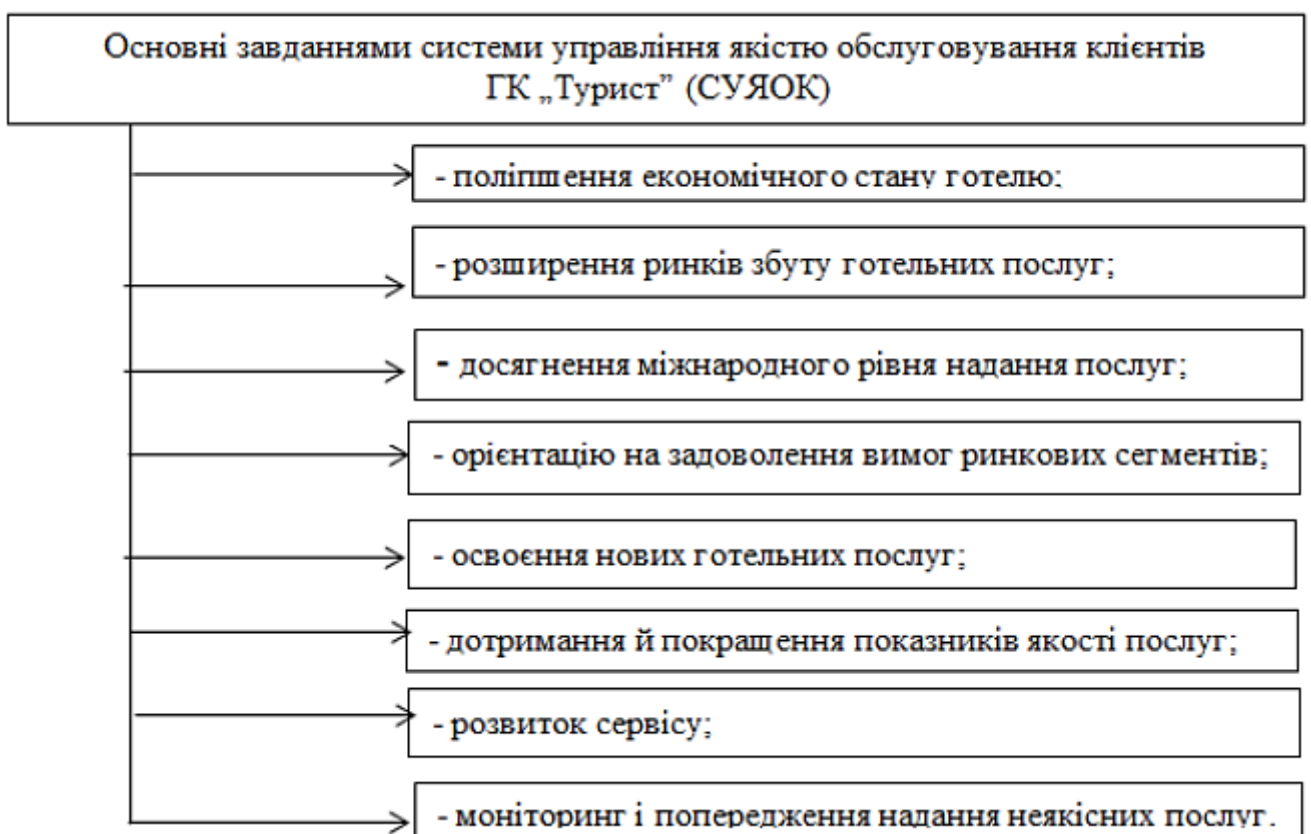 Основні завданнями системи управління якістю обслуговування клієнтів
ГК „Турист” (СУЯОК)
- поліпшення економічного стану готелю;
- розширення ринків збуту готельних послуг;
- досягнення міжнародного рівня надання послуг;
- орієнтацію на задоволення вимог ринкових сегментів;
- освоєння нових готельних послуг;
- дотримання й покращення показників якості послуг;
- розвиток сервісу;
- моніторинг і попередження надання неякісних послуг.